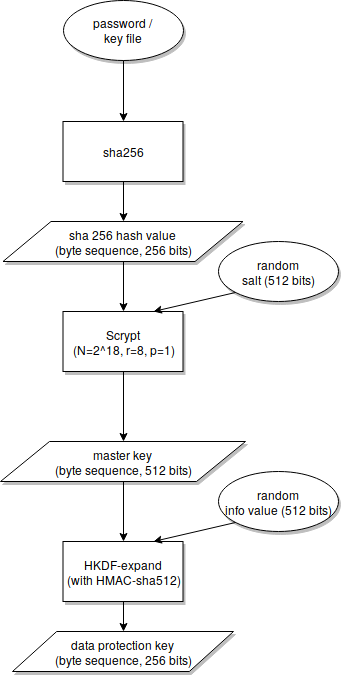 password /
key file
sha256
sha 256 hash value
(byte sequence, 256 bits)
random
salt (512 bits)
Scrypt
(N=2^18, r=8, p=1)
master key
(byte sequence, 512 bits)
random
info value (512 bits)
HKDF-expand
(with HMAC-sha512)
data protection key
(byte sequence, 256 bits)